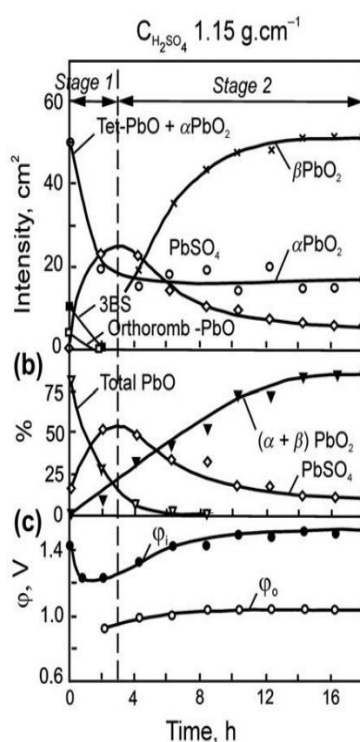 C_H₂SO₄ 1.15 g.cm⁻¹
Stage 1
Stage 2
60
40
20
0
Intensity, cm²
Tet-PbO + αPbO₂
βPbO₂
PbSO₄
αPbO₂
3BS
Orthoromb -PbO
(b)
75
50
25
0
%
Total PbO
(α + β) PbO₂
PbSO₄
(c)
1.4
1.0
0.6
φ, V
φᵢ
φₒ
0 4 8 12 16
Time, h